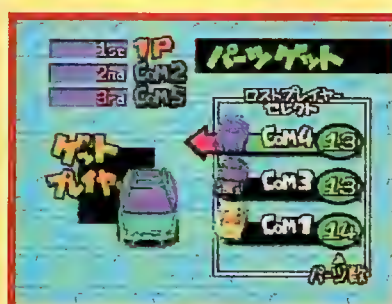 1st 1P
2nd COM2
3rd COM5
パーツゲット
ロストプレイヤー
セレクト
COM4 13
COM3 13
COM1 14
ゲット
プレイヤー
パーツ数